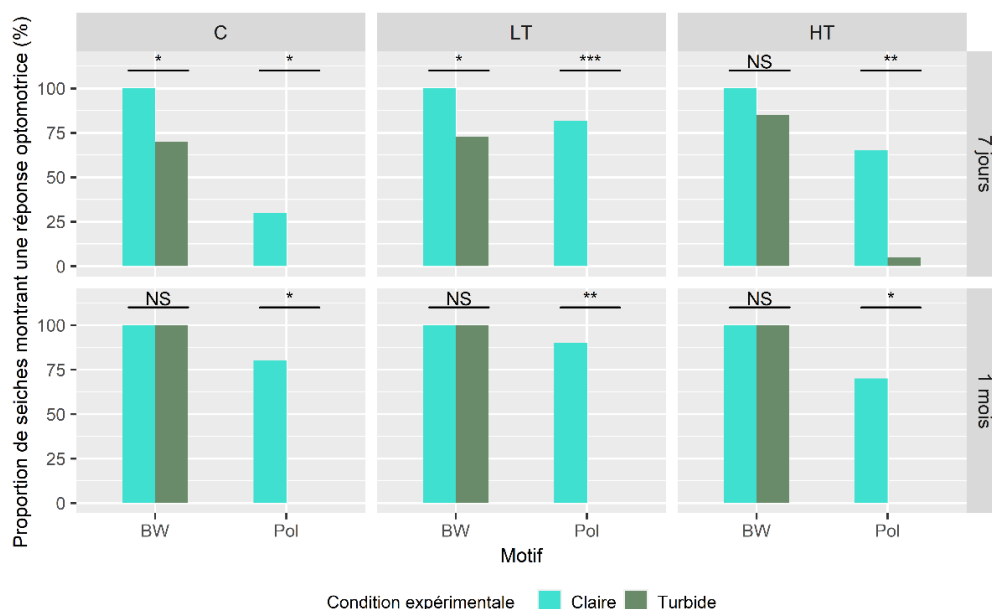 Proportion de seiches montrant une réponse optomotrice (%)
C
LT
HT
* * * *** NS **
100
75
50
25
0
7 jours
NS * NS ** NS *
100
75
50
25
0
1 mois
BW Pol BW Pol BW Pol
Motif
Condition expérimentale Claire Turbide